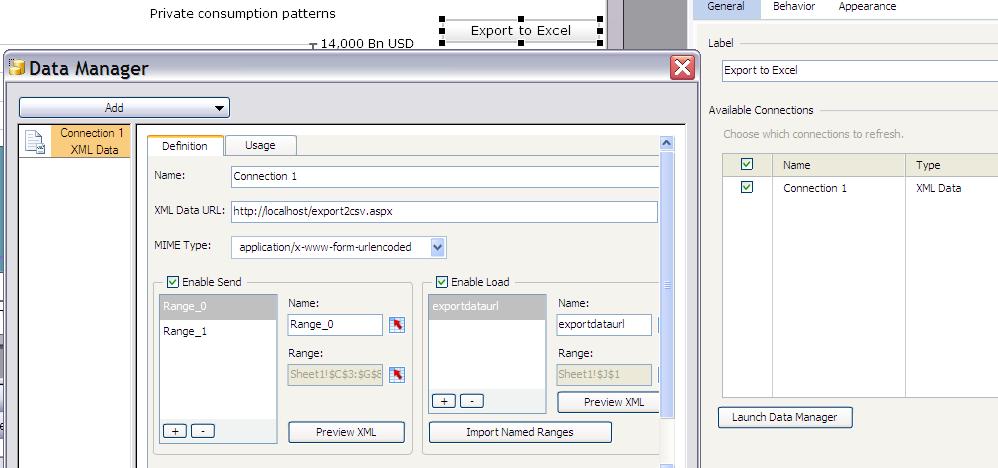 Private consumption patterns
14,000 Bn USD
Export to Excel
Data Manager
Add
Connection 1
XML Data
Definition
Usage
Name:
Connection 1
XML Data URL:
http://localhost/export2csv.aspx
MIME Type:
application/x-www-form-urlencoded
Enable Send
Range_0
Range_1
Name:
Range_0
Range:
Sheet1!$C$3:$G$8
+ -
Preview XML
Enable Load
exportdataurl
Name:
exportdataurl
Range:
Sheet1!$J$1
+ -
Preview XML
Import Named Ranges
General Behavior Appearance
Label
Export to Excel
Available Connections
Choose which connections to refresh.
Name Type
Connection 1 XML Data
Launch Data Manager